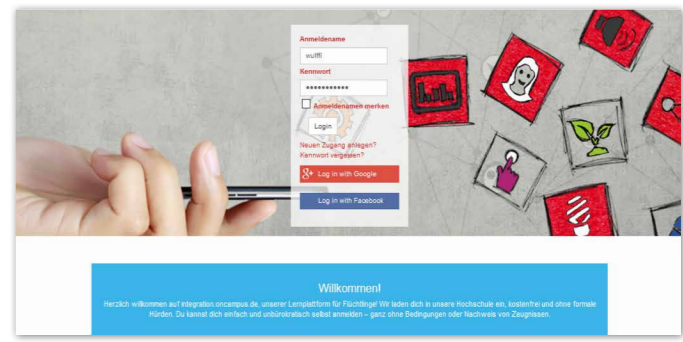 Anmeldename
wulffi
Kennwort
•••••••••••
Anmeldenamen merken
Login
Neuen Zugang anlegen?
Kennwort vergessen?
g+ Log in with Google
Log in with Facebook
Willkommen!
Herzlich willkommen auf integration.oncampus.de, unserer Lernplattform für Flüchtlinge! Wir laden dich in unsere Hochschule ein, kostenfrei und ohne formale
Hürden. Du kannst dich einfach und unbürokratisch selbst anmelden – ganz ohne Bedingungen oder Nachweis von Zeugnissen.